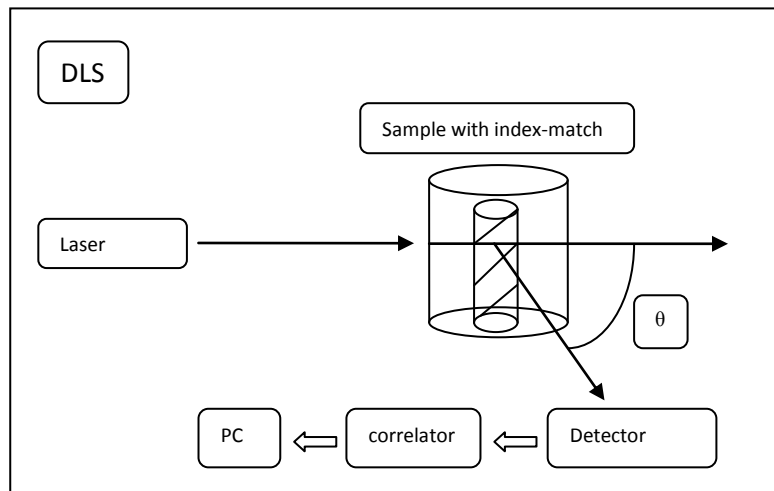 DLS
Sample with index-match
Laser
θ
PC
correlator
Detector